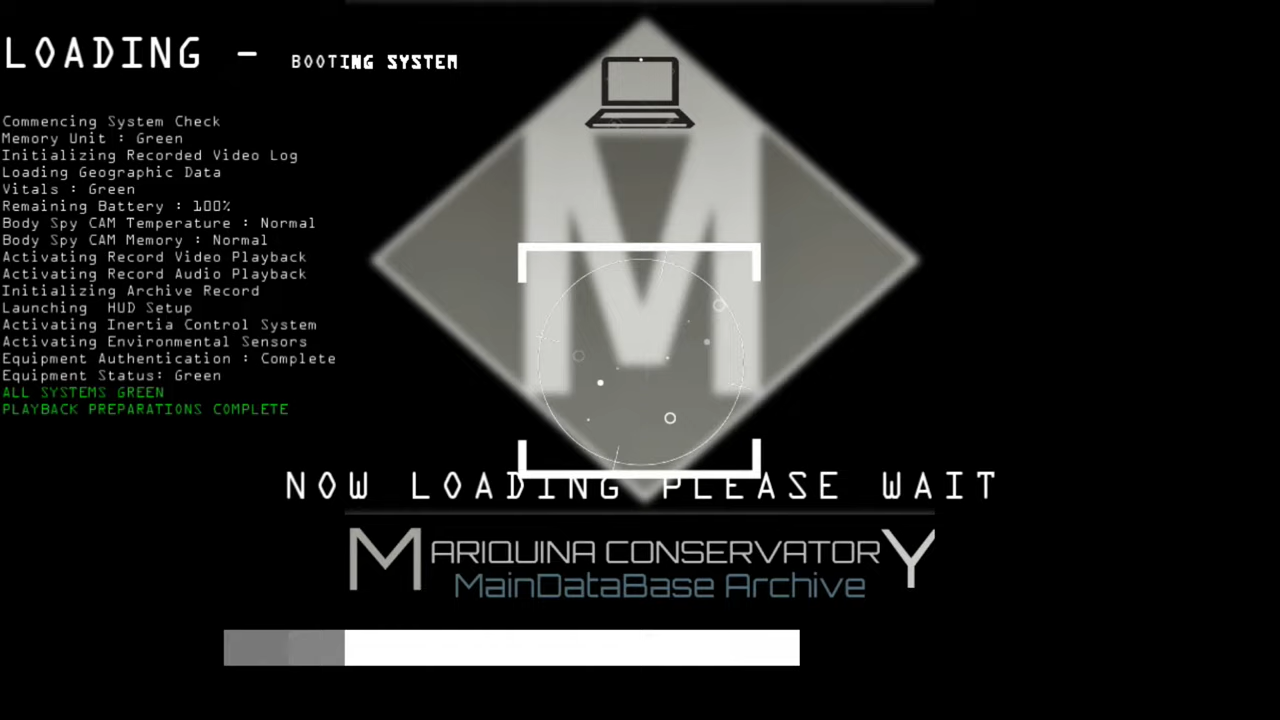 LOADING - BOOTING SYSTEM
Commencing System Check
Memory Unit : Green
Initializing Recorded Video Log
Loading Geographic Data
Vitals : Green
Remaining Battery : 100%
Body Spy CAM Temperature : Normal
Body Spy CAM Memory : Normal
Activating Record Video Playback
Activating Record Audio Playback
Initializing Archive Record
Launching HUD Setup
Activating Inertia Control System
Activating Environmental Sensors
Equipment Authentication : Complete
Equipment Status: Green
ALL SYSTEMS GREEN
PLAYBACK PREPARATIONS COMPLETE
M
NOW LOADING PLEASE WAIT
MARIQUINA CONSERVATORY
MainDataBase Archive